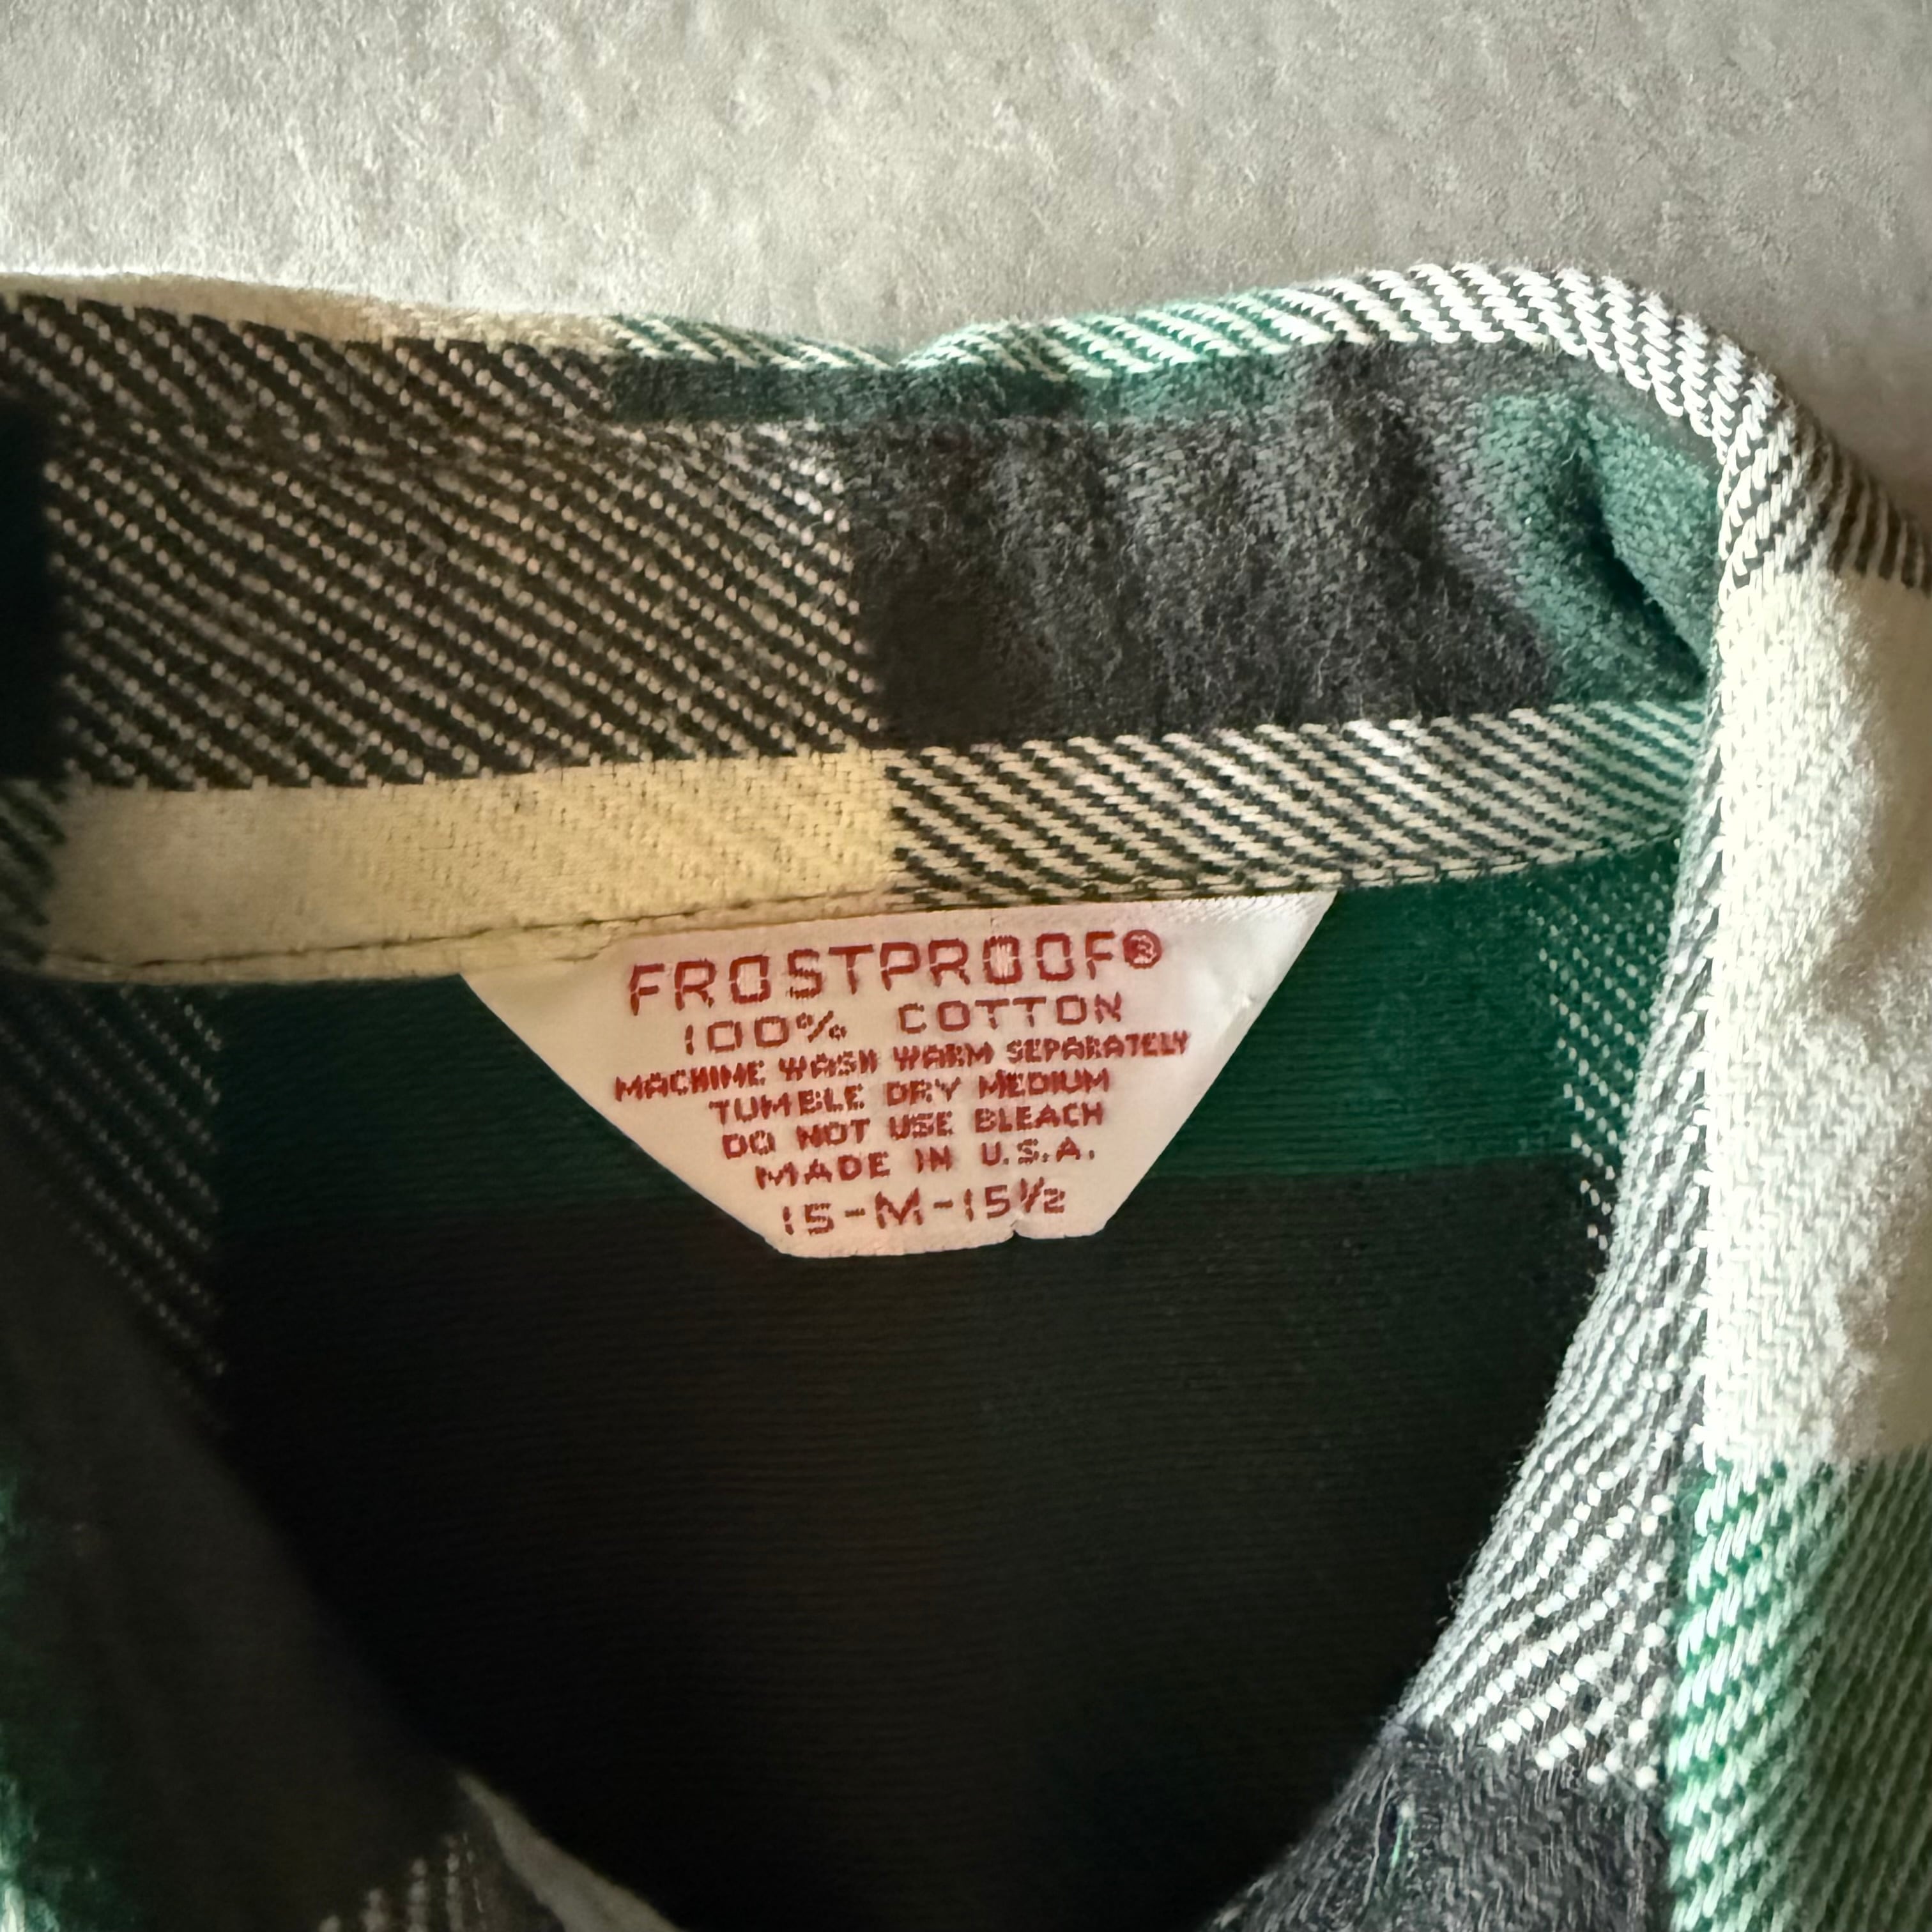 FROSTPROOF®
100% COTTON
MACHINE WASH WARM SEPARATELY
TUMBLE DRY MEDIUM
DO NOT USE BLEACH
MADE IN U.S.A.
15-M-15½